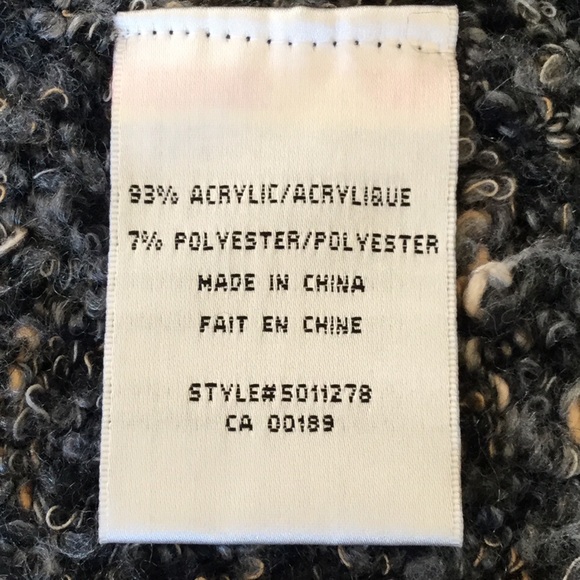 93% ACRYLIC/ACRYLIQUE
7% POLYESTER/POLYESTER
MADE IN CHINA
FAIT EN CHINE
STYLE#5011278
CA 00189